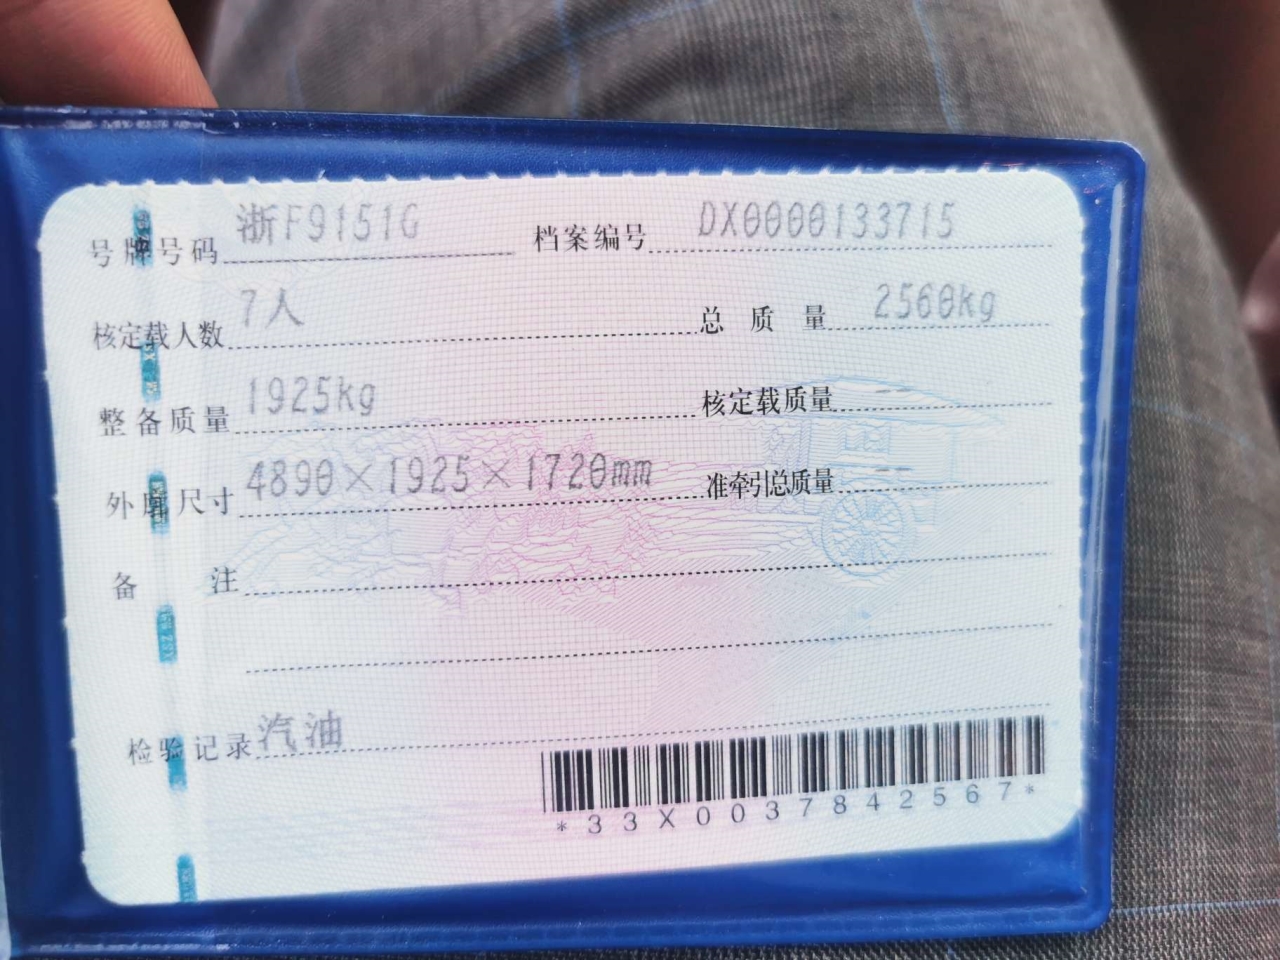 号牌号码 浙F9151G 档案编号 DX0000133715
核定载人数 7人 总质量 2560kg
整备质量 1925kg 核定载质量 --
外廓尺寸 4890×1925×1720mm 准牵引总质量 --
备注
检验记录 汽油
*33X0037842567*